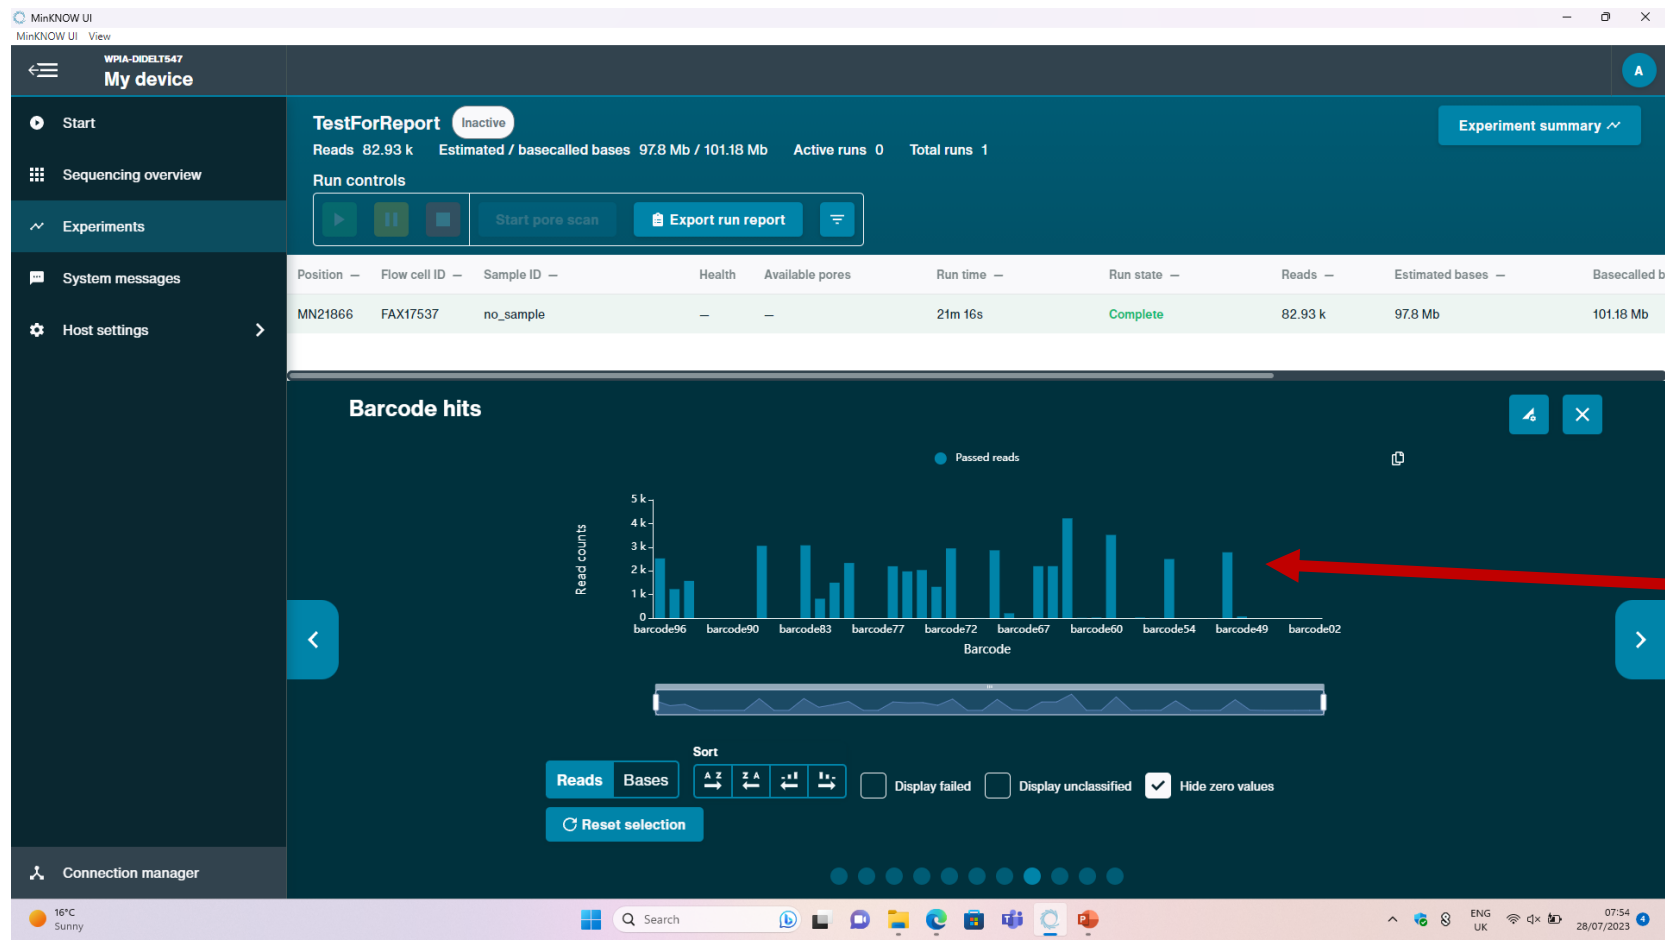 MinKNOW UI
MinKNOW UI View
WPIA-DIDELT547
My device
A
Start
Sequencing overview
Experiments
System messages
Host settings
Connection manager
TestForReport Inactive
Experiment summary
Reads 82.93 k Estimated / basecalled bases 97.8 Mb / 101.18 Mb Active runs 0 Total runs 1
Run controls
Start pore scan Export run report
Position – Flow cell ID – Sample ID – Health Available pores Run time – Run state – Reads – Estimated bases – Basecalled b
MN21866 FAX17537 no_sample – – 21m 16s Complete 82.93 k 97.8 Mb 101.18 Mb
Barcode hits
Passed reads
5 k
4 k
3 k
2 k
1 k
0
Read counts
barcode96 barcode90 barcode83 barcode77 barcode72 barcode67 barcode60 barcode54 barcode49 barcode02
Barcode
Sort
Reads Bases A Z Z A Display failed Display unclassified Hide zero values
Reset selection
16°C
Sunny
Search
ENG
UK
07:54
28/07/2023
4